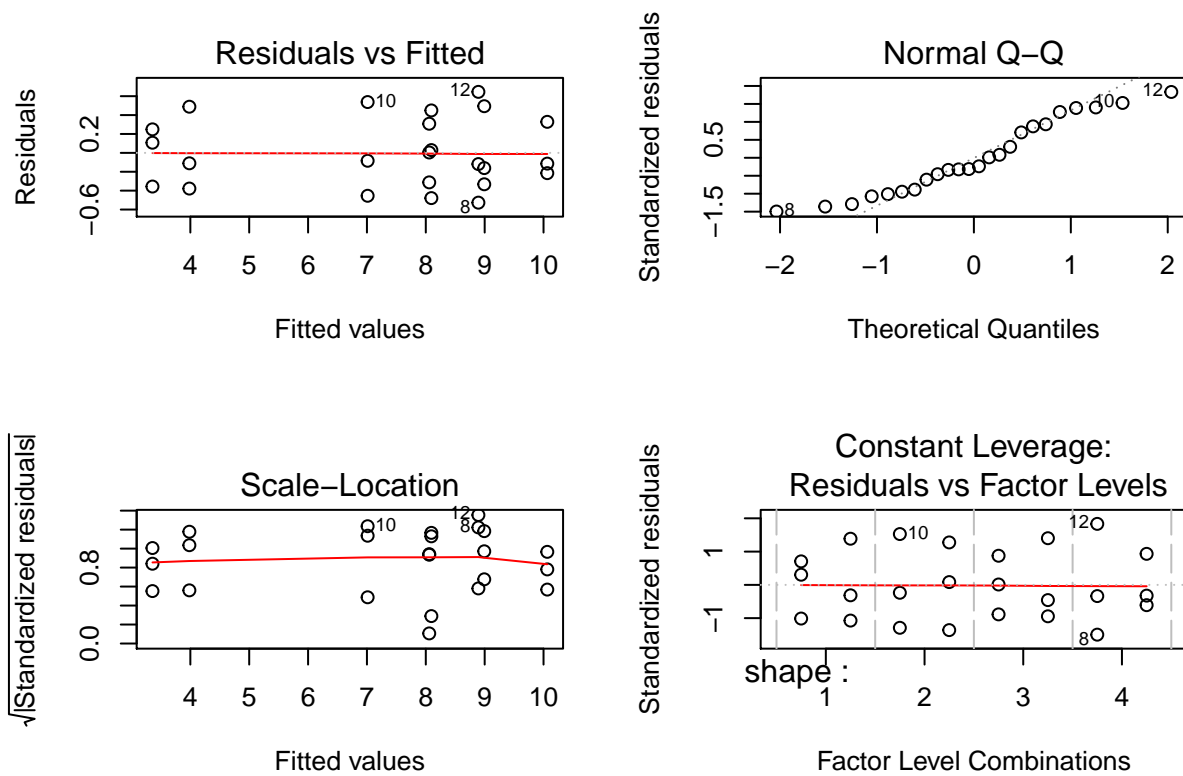 Residuals vs Fitted
Residuals
0.2
−0.6
10
12
8
4 5 6 7 8 9 10
Fitted values
Normal Q−Q
Standardized residuals
0.5
−1.5
8
10
12
−2 −1 0 1 2
Theoretical Quantiles
Scale−Location
√|Standardized residuals|
0.8
0.0
10
12
8
4 5 6 7 8 9 10
Fitted values
Constant Leverage:
Residuals vs Factor Levels
Standardized residuals
1
−1
10
12
8
shape :
1 2 3 4
Factor Level Combinations